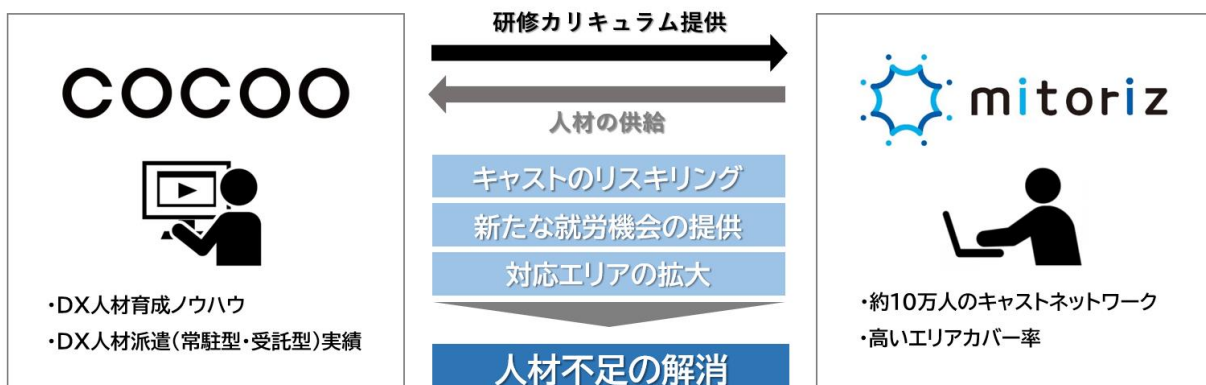 COCOO
・DX人材育成ノウハウ
・DX人材派遣(常駐型・受託型)実績
研修カリキュラム提供
人材の供給
キャストのリスキリング
新たな就労機会の提供
対応エリアの拡大
人材不足の解消
mitoriz
・約10万人のキャストネットワーク
・高いエリアカバー率